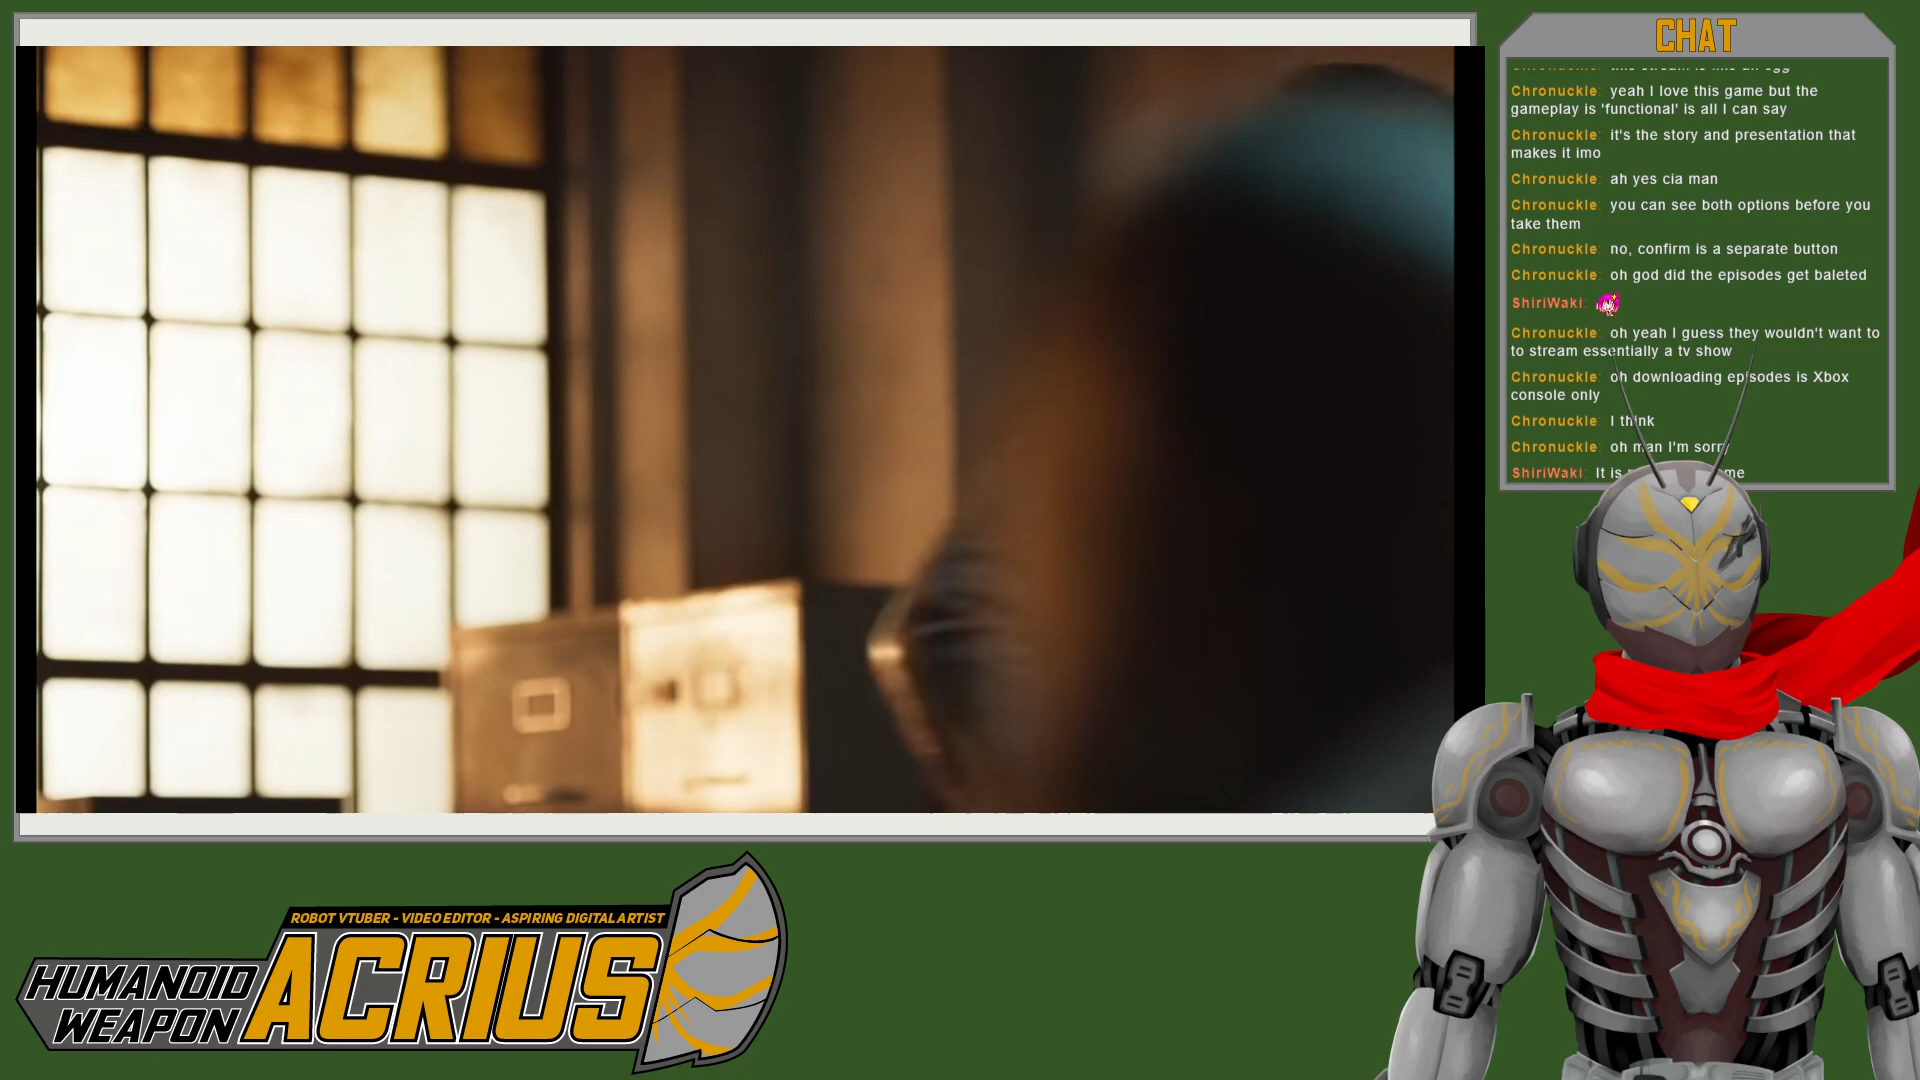 CHAT
Chronuckle: yeah I love this game but the
gameplay is 'functional' is all I can say
Chronuckle: it's the story and presentation that
makes it imo
Chronuckle: ah yes cia man
Chronuckle: you can see both options before you
take them
Chronuckle: no, confirm is a separate button
Chronuckle: oh god did the episodes get baleted
ShiriWaki:
Chronuckle: oh yeah I guess they wouldn't want to
to stream essentially a tv show
Chronuckle: oh downloading episodes is Xbox
console only
Chronuckle: I think
Chronuckle: oh man I'm sorry
ShiriWaki: It is
ROBOT VTUBER - VIDEO EDITOR - ASPIRING DIGITAL ARTIST
HUMANOID
WEAPON
ACRIUS